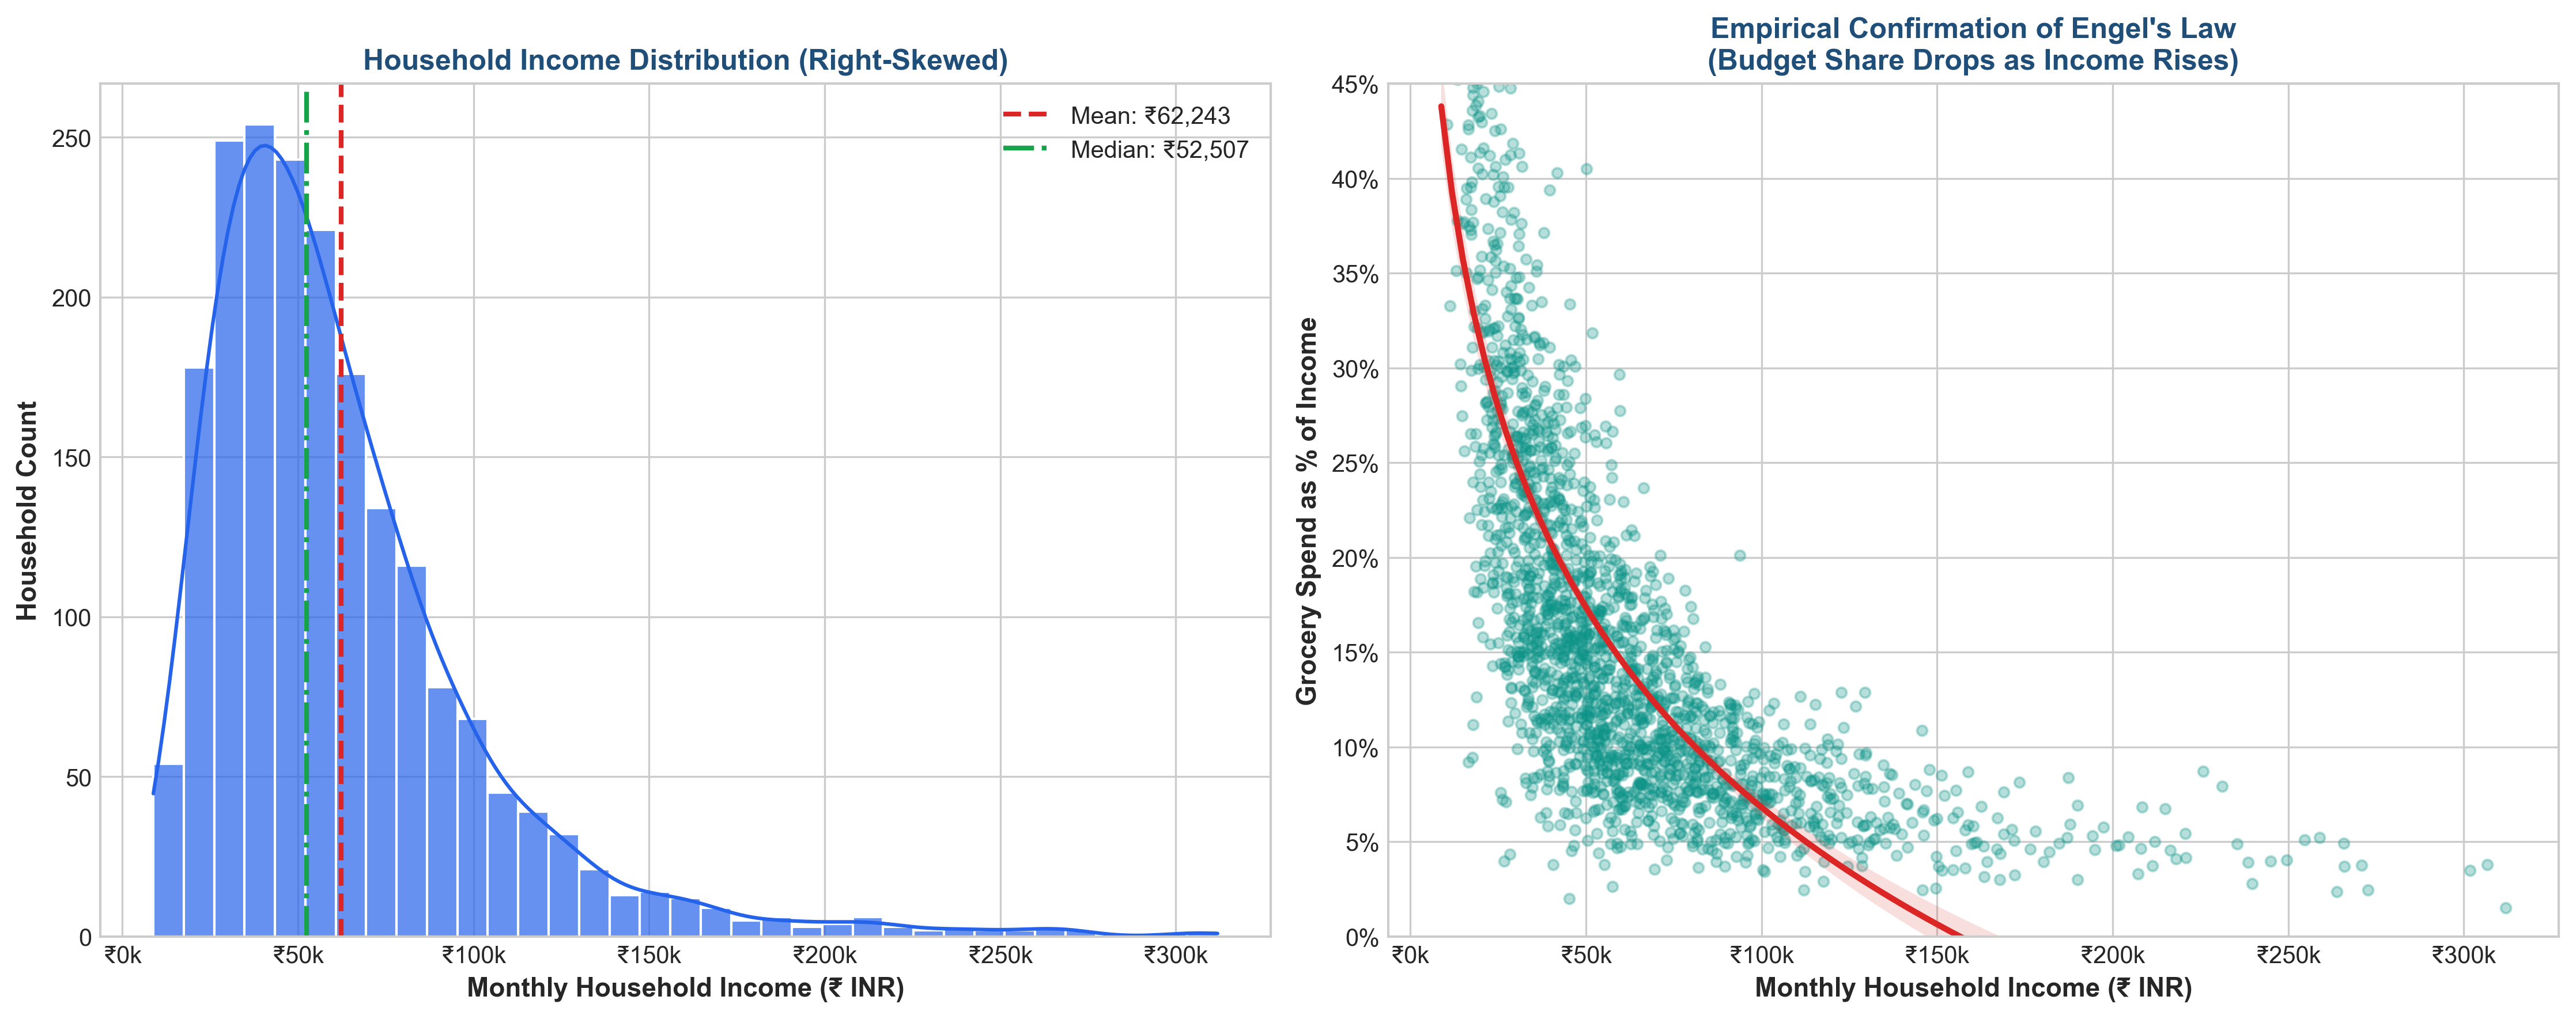 Household Income Distribution (Right-Skewed)
Mean: ₹62,243
Median: ₹52,507
Household Count
250
200
150
100
50
0
₹0k ₹50k ₹100k ₹150k ₹200k ₹250k ₹300k
Monthly Household Income (₹ INR)
Empirical Confirmation of Engel's Law
(Budget Share Drops as Income Rises)
Grocery Spend as % of Income
45%
40%
35%
30%
25%
20%
15%
10%
5%
0%
₹0k ₹50k ₹100k ₹150k ₹200k ₹250k ₹300k
Monthly Household Income (₹ INR)